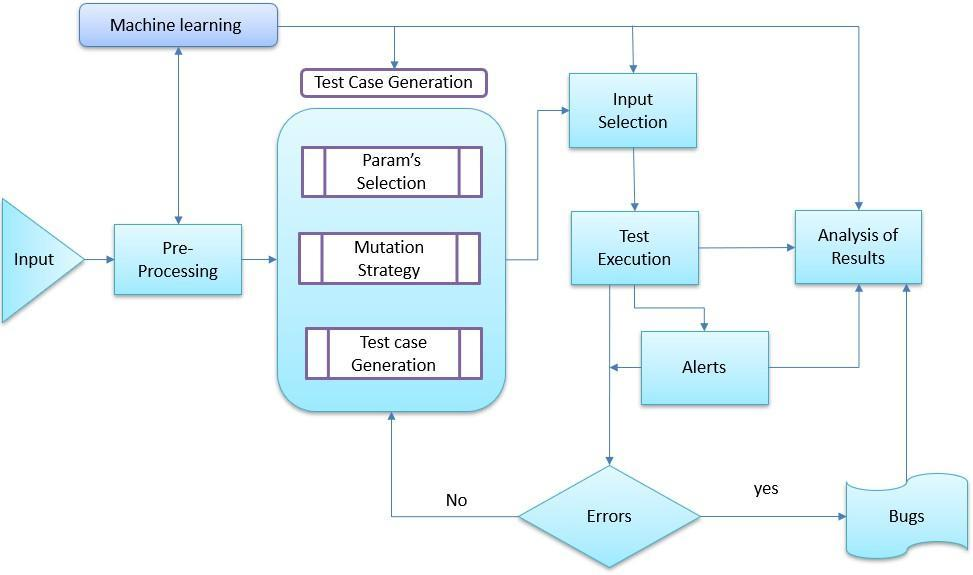 Machine learning
Test Case Generation
Input
Selection
Param's
Selection
Input
Pre-
Processing
Mutation
Strategy
Test
Execution
Analysis of
Results
Test case
Generation
Alerts
No
yes
Errors
Bugs